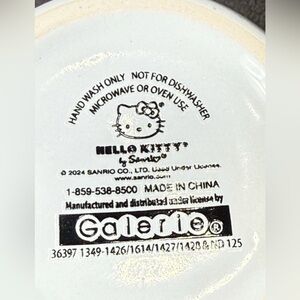 HAND WASH ONLY NOT FOR DISHWASHER
MICROWAVE OR OVEN USE
HELLO KITTY®
by Sanrio®
© 2024 SANRIO CO., LTD. Used Under License.
www.sanrio.com
1-859-538-8500 MADE IN CHINA
Manufactured and distributed under license by
Galerie®
36397 1349-1426/1614/1427/1428 & ND 125